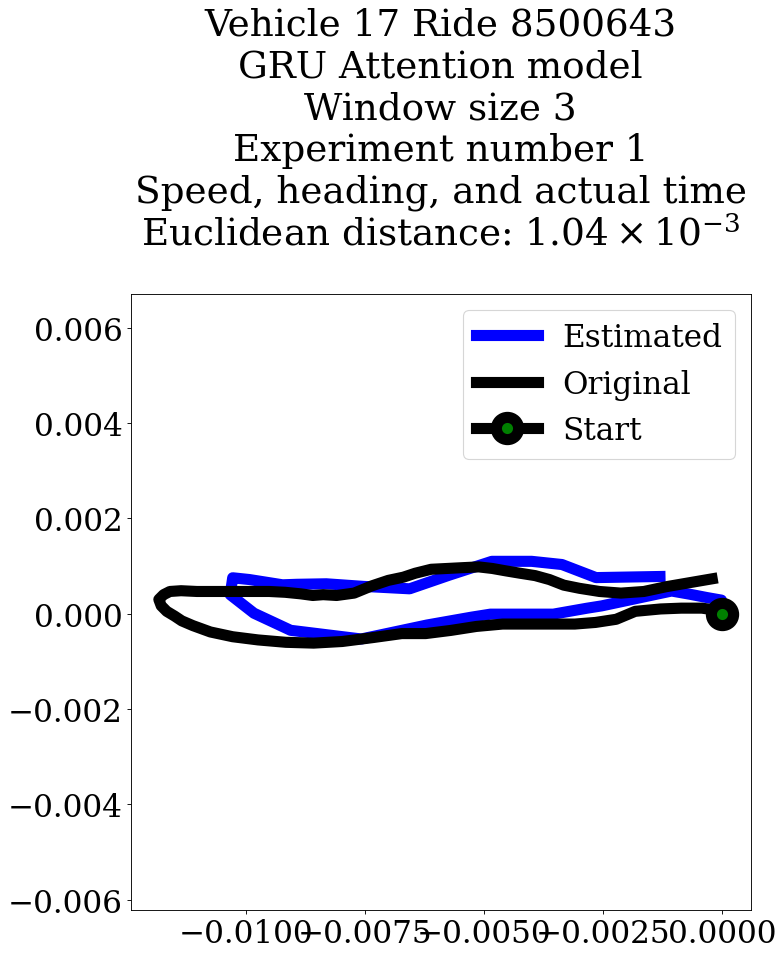 Vehicle 17 Ride 8500643
GRU Attention model
Window size 3
Experiment number 1
Speed, heading, and actual time
Euclidean distance: 1.04 × 10⁻³
Estimated
Original
Start
0.006
0.004
0.002
0.000
−0.002
−0.004
−0.006
−0.0100
−0.0075
−0.0050
−0.0025
0.0000